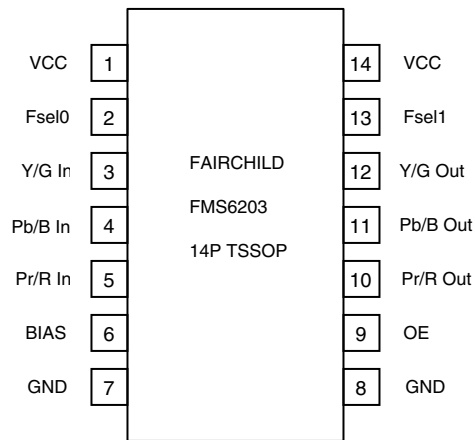 VCC 1 14 VCC
Fsel0 2 13 Fsel1
Y/G In 3 12 Y/G Out
FAIRCHILD
FMS6203
14P TSSOP
Pb/B In 4 11 Pb/B Out
Pr/R In 5 10 Pr/R Out
BIAS 6 9 OE
GND 7 8 GND